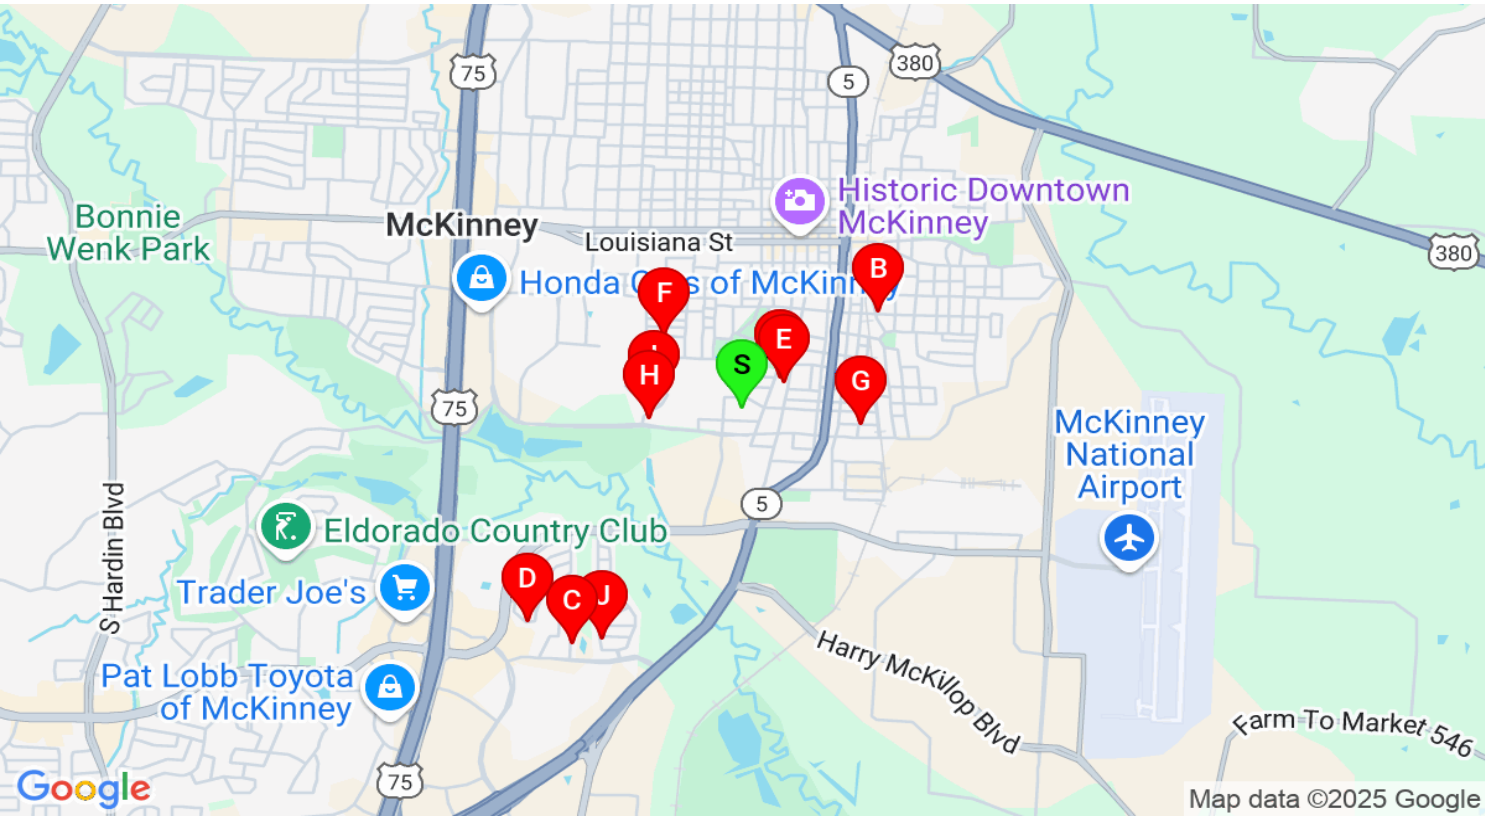 75
5
380
Historic Downtown
McKinney
Bonnie
Wenk Park
McKinney
Louisiana St
380
B
Honda
of McKinney
F
E
S
H
G
75
McKinney
National
Airport
5
S Hardin Blvd
Eldorado Country Club
D
C
J
Trader Joe's
Harry McKillop Blvd
Pat Lobb Toyota
of McKinney
Farm To Market 546
75
Google
Map data ©2025 Google